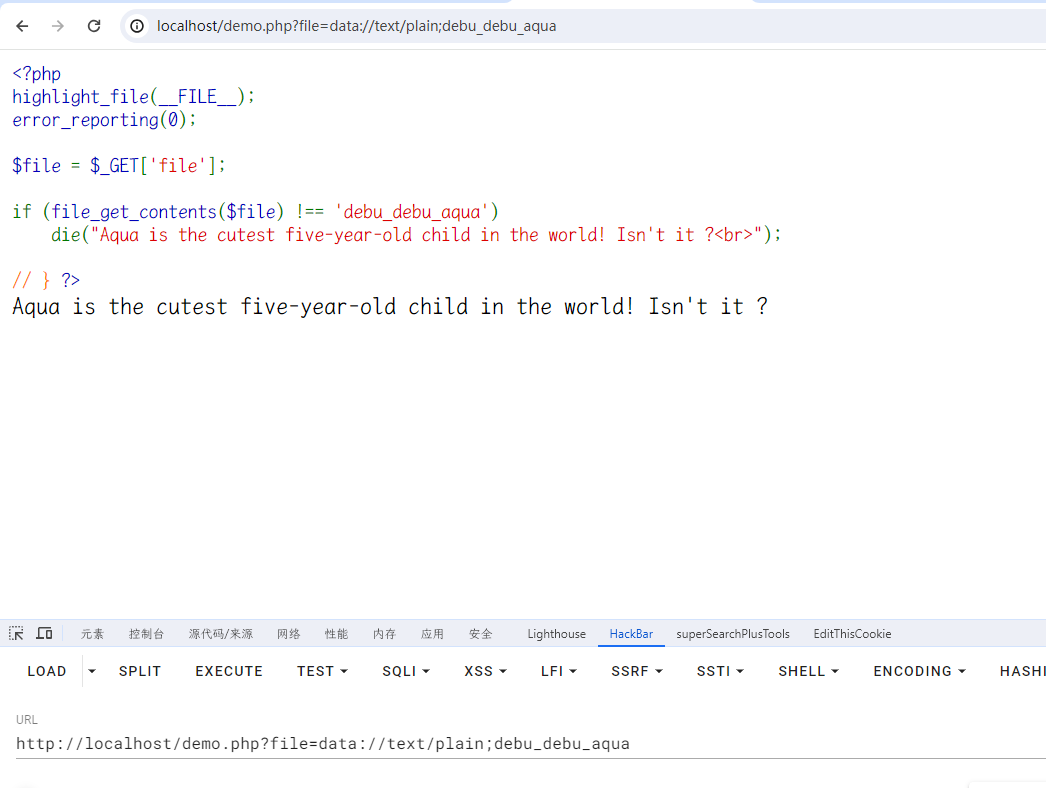 localhost/demo.php?file=data://text/plain;debu_debu_aqua
<?php
highlight_file(__FILE__);
error_reporting(0);
$file = $_GET['file'];
if (file_get_contents($file) !== 'debu_debu_aqua')
    die("Aqua is the cutest five-year-old child in the world! Isn't it ?<br>");
// } ?>
Aqua is the cutest five-year-old child in the world! Isn't it ?
元素 控制台 源代码/来源 网络 性能 内存 应用 安全 Lighthouse HackBar superSearchPlusTools EditThisCookie
LOAD SPLIT EXECUTE TEST SQLI XSS LFI SSRF SSTI SHELL ENCODING HASHI
URL
http://localhost/demo.php?file=data://text/plain;debu_debu_aqua